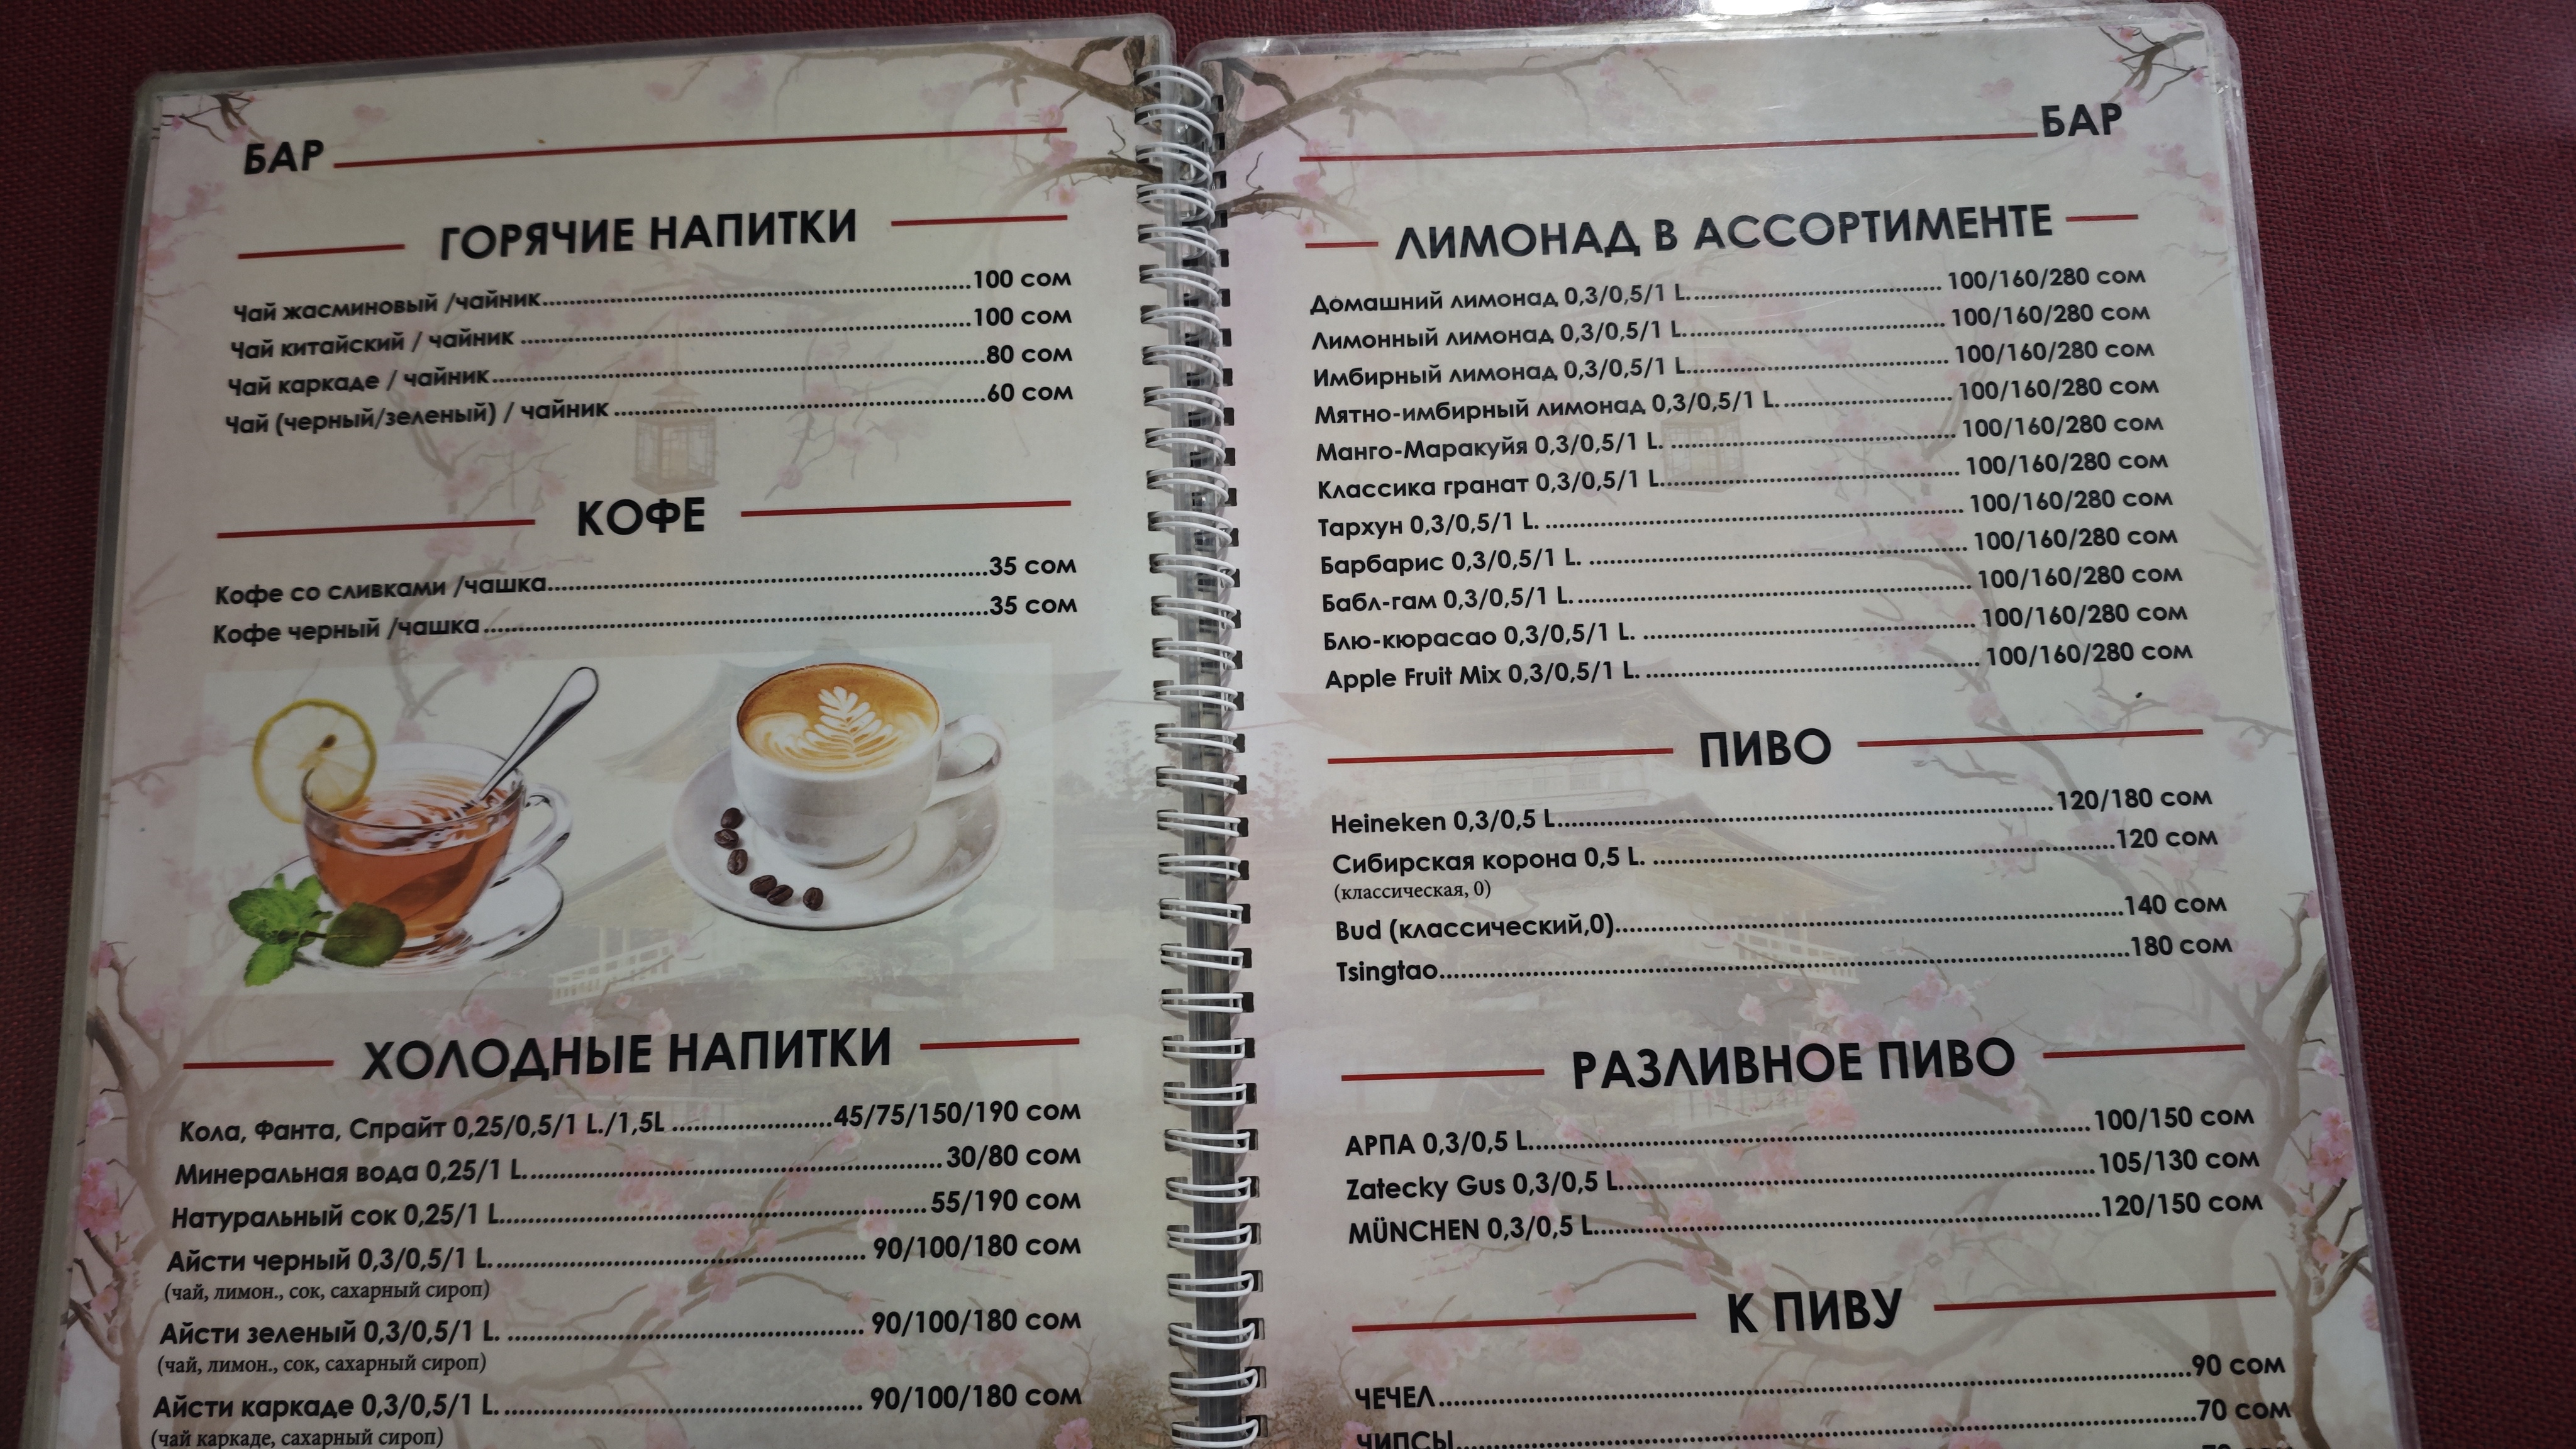 БАР
ГОРЯЧИЕ НАПИТКИ
Чай жасминовый /чайник....100 сом
Чай китайский / чайник ....100 сом
Чай каркаде / чайник....80 сом
Чай (черный/зеленый) / чайник ....60 сом
КОФЕ
Кофе со сливками /чашка....35 сом
Кофе черный /чашка....35 сом
ХОЛОДНЫЕ НАПИТКИ
Кола, Фанта, Спрайт 0,25/0,5/1 L./1,5L ....45/75/150/190 сом
Минеральная вода 0,25/1 L....30/80 сом
Натуральный сок 0,25/1 L....55/190 сом
Айсти черный 0,3/0,5/1 L....90/100/180 сом
(чай, лимон., сок, сахарный сироп)
Айсти зеленый 0,3/0,5/1 L. ....90/100/180 сом
(чай, лимон., сок, сахарный сироп)
Айсти каркаде 0,3/0,5/1 L....90/100/180 сом
(чай каркаде, сахарный сироп)
БАР
ЛИМОНАД В АССОРТИМЕНТЕ
Домашний лимонад 0,3/0,5/1 L....100/160/280 сом
Лимонный лимонад 0,3/0,5/1 L....100/160/280 сом
Имбирный лимонад 0,3/0,5/1 L....100/160/280 сом
Мятно-имбирный лимонад 0,3/0,5/1 L....100/160/280 сом
Манго-Маракуйя 0,3/0,5/1 L. ....100/160/280 сом
Классика гранат 0,3/0,5/1 L....100/160/280 сом
Тархун 0,3/0,5/1 L. ....100/160/280 сом
Барбарис 0,3/0,5/1 L. ....100/160/280 сом
Бабл-гам 0,3/0,5/1 L....100/160/280 сом
Блю-кюрасао 0,3/0,5/1 L. ....100/160/280 сом
Apple Fruit Mix 0,3/0,5/1 L. ....100/160/280 сом
ПИВО
Heineken 0,3/0,5 L....120/180 сом
Сибирская корона 0,5 L. ....120 сом
(классическая, 0)
Bud (классический,0)....140 сом
Tsingtao....180 сом
РАЗЛИВНОЕ ПИВО
АРПА 0,3/0,5 L....100/150 сом
Zatecky Gus 0,3/0,5 L....105/130 сом
MÜNCHEN 0,3/0,5 L....120/150 сом
К ПИВУ
ЧЕЧЕЛ....90 сом
ЧИПСЫ....70 сом